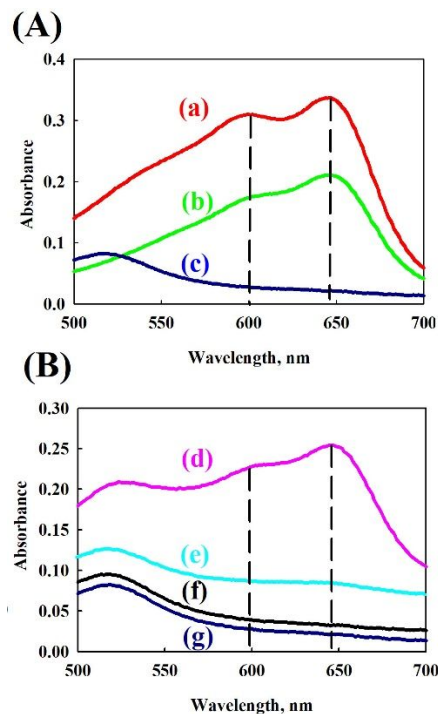 (A)
0.4
(a)
0.3
Absorbance
0.2
(b)
0.1
(c)
0.0
500 550 600 650 700
Wavelength, nm
(B)
0.30
0.25
(d)
0.20
Absorbance
0.15
(e)
0.10
(f)
0.05
(g)
0.00
500 550 600 650 700
Wavelength, nm